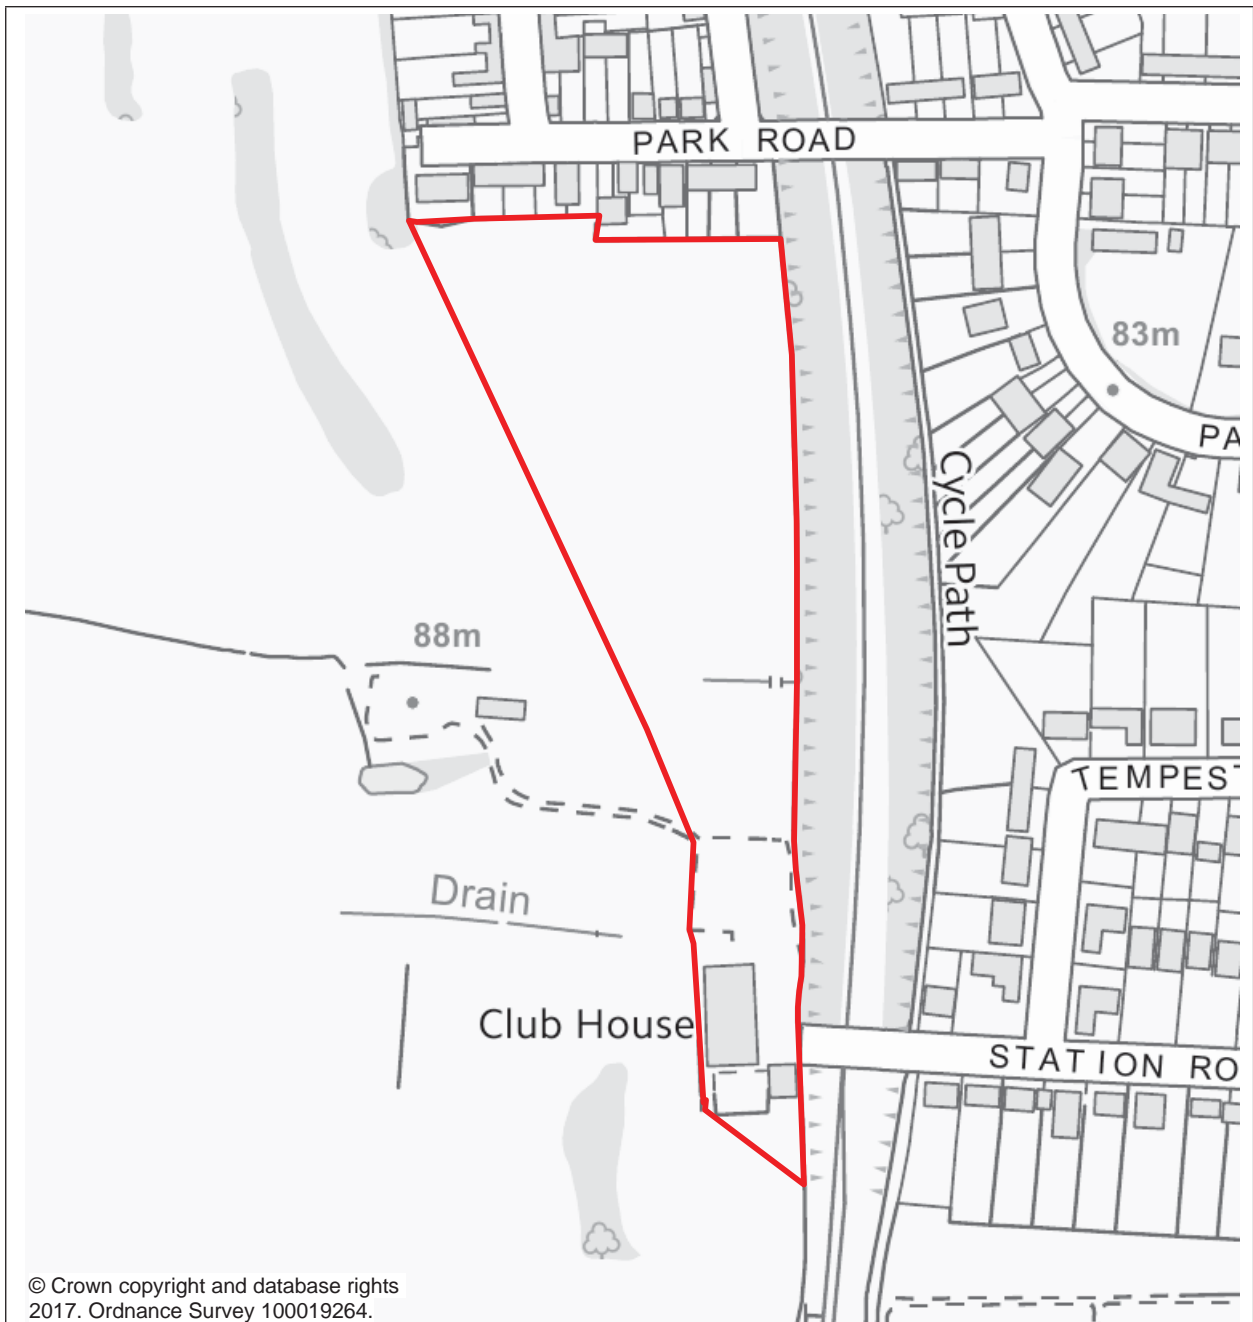 PARK ROAD
83m
PA
Cycle Path
88m
TEMPEST
Drain
Club House
STATION RO
© Crown copyright and database rights
2017. Ordnance Survey 100019264.